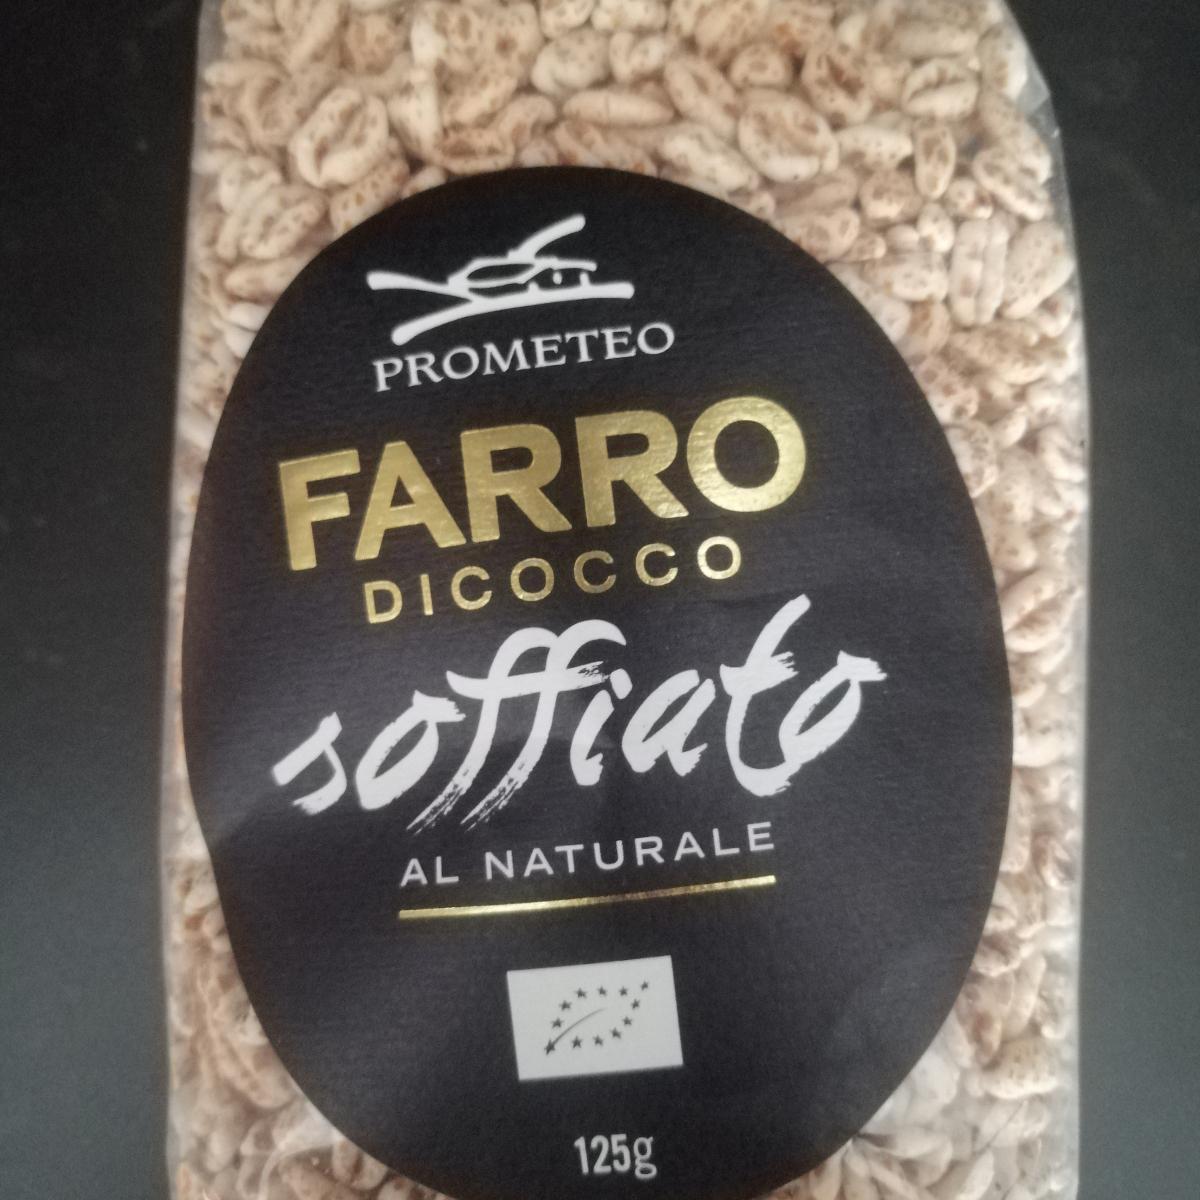 PROMETEO
FARRO
DICOCCO
soffiato
AL NATURALE
125g